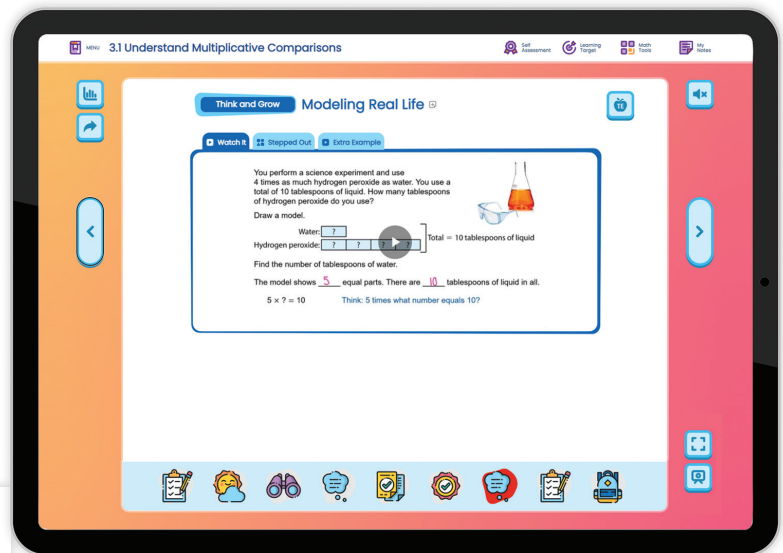 MENU
3.1 Understand Multiplicative Comparisons
Self
Assessment
Learning
Target
Math
Tools
My
Notes
Think and Grow
Modeling Real Life
TE
Watch It
Stepped Out
Extra Example
You perform a science experiment and use
4 times as much hydrogen peroxide as water. You use a
total of 10 tablespoons of liquid. How many tablespoons
of hydrogen peroxide do you use?
Draw a model.
Water: ?
Hydrogen peroxide: ? ? ? ?
Total = 10 tablespoons of liquid
Find the number of tablespoons of water.
The model shows 5 equal parts. There are 10 tablespoons of liquid in all.
5 × ? = 10
Think: 5 times what number equals 10?